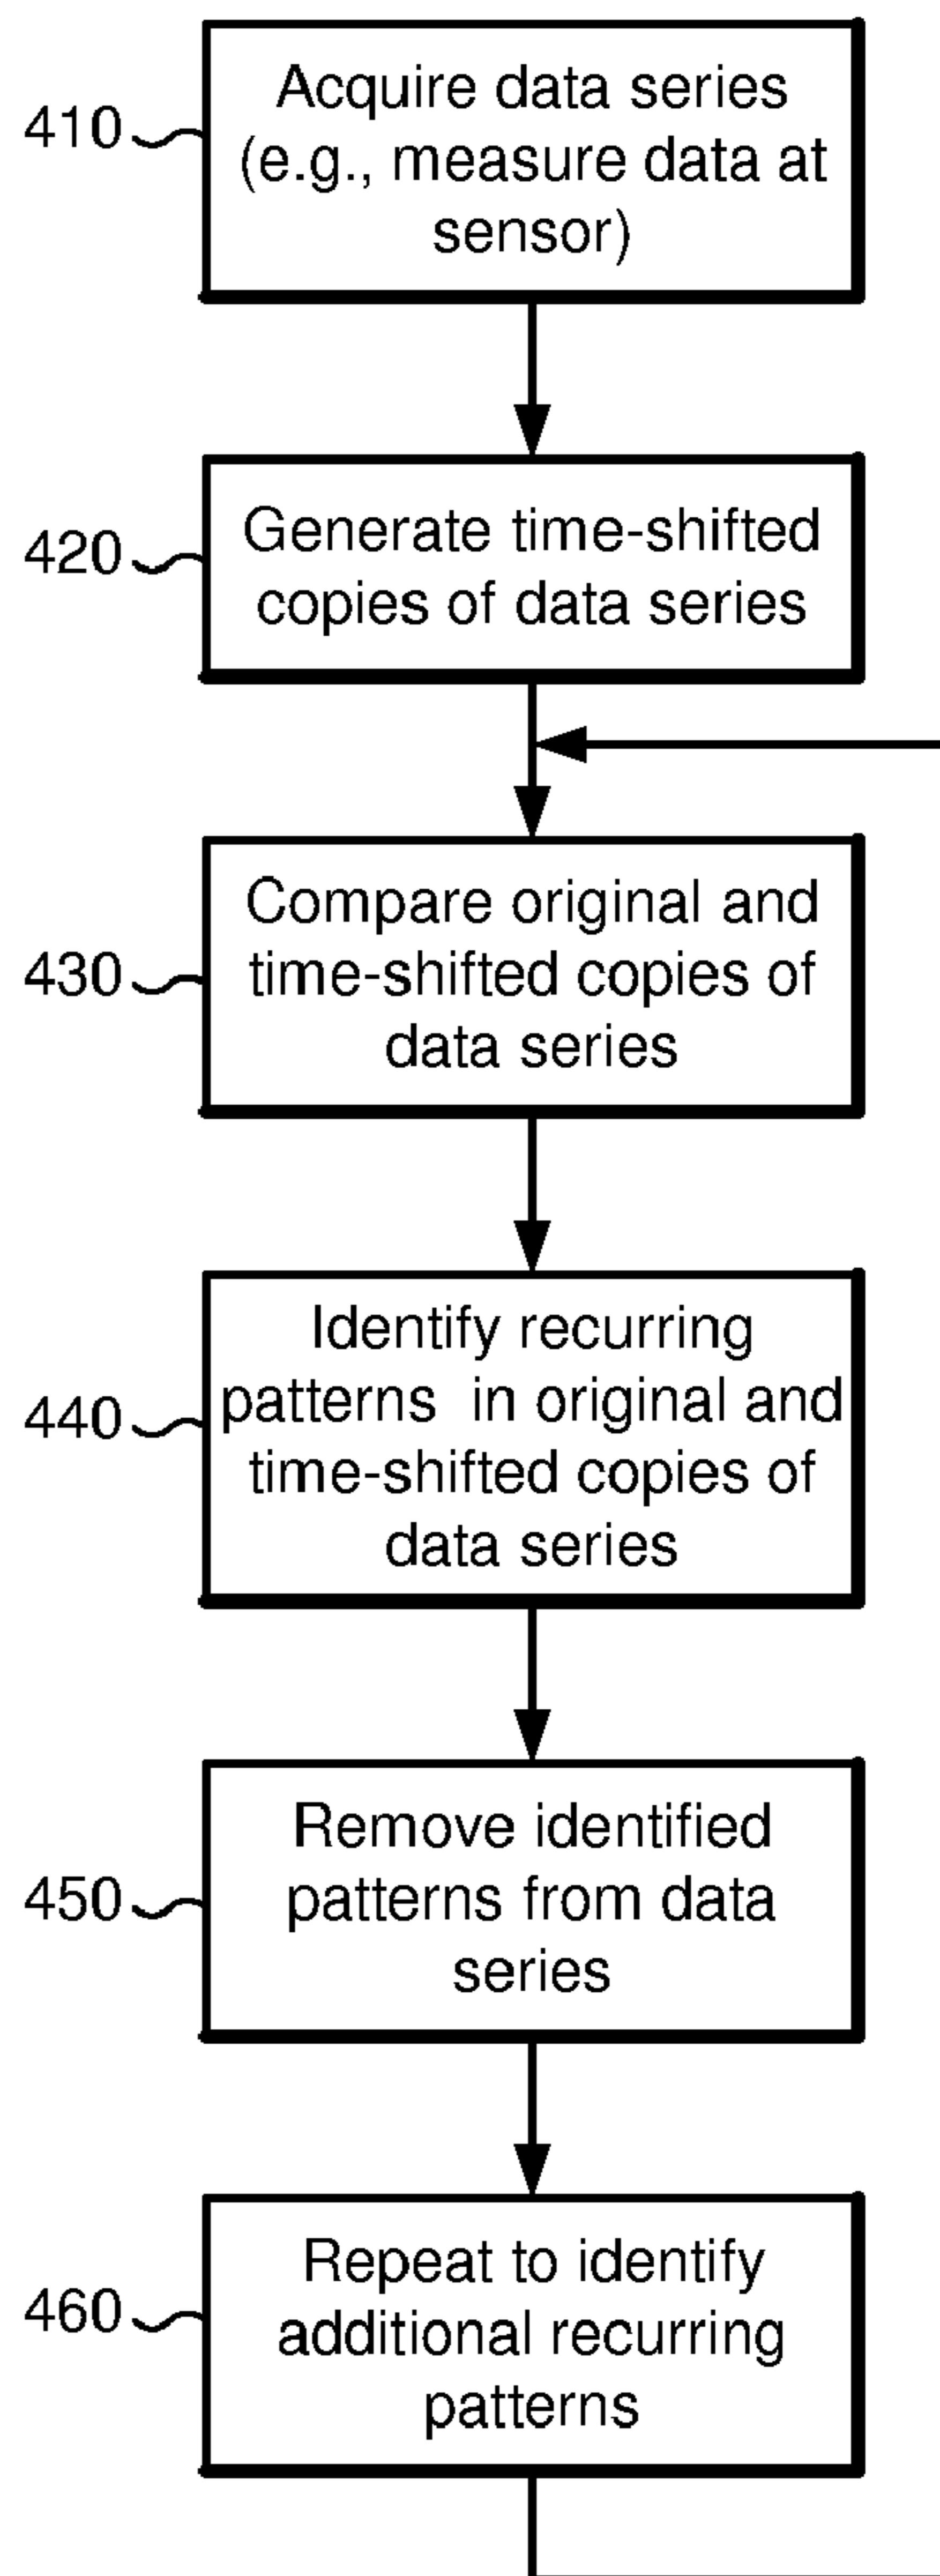 410
Acquire data series
(e.g., measure data at
sensor)
420
Generate time-shifted
copies of data series
430
Compare original and
time-shifted copies of
data series
440
Identify recurring
patterns  in original and
time-shifted copies of
data series
450
Remove identified
patterns from data
series
460
Repeat to identify
additional recurring
patterns